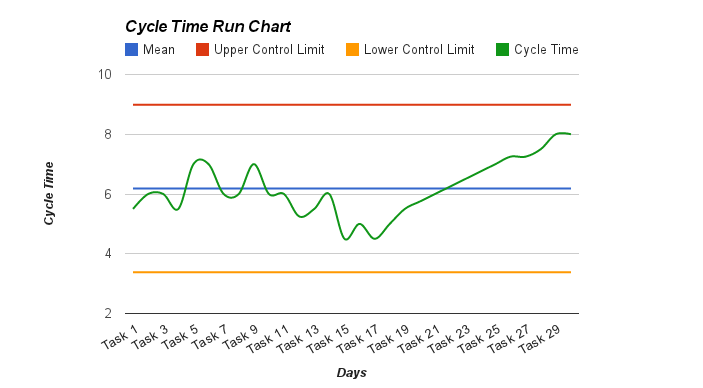 Cycle Time Run Chart
Mean Upper Control Limit Lower Control Limit Cycle Time
10
8
6
4
2
Cycle Time
Task 1 Task 3 Task 5 Task 7 Task 9 Task 11 Task 13 Task 15 Task 17 Task 19 Task 21 Task 23 Task 25 Task 27 Task 29
Days